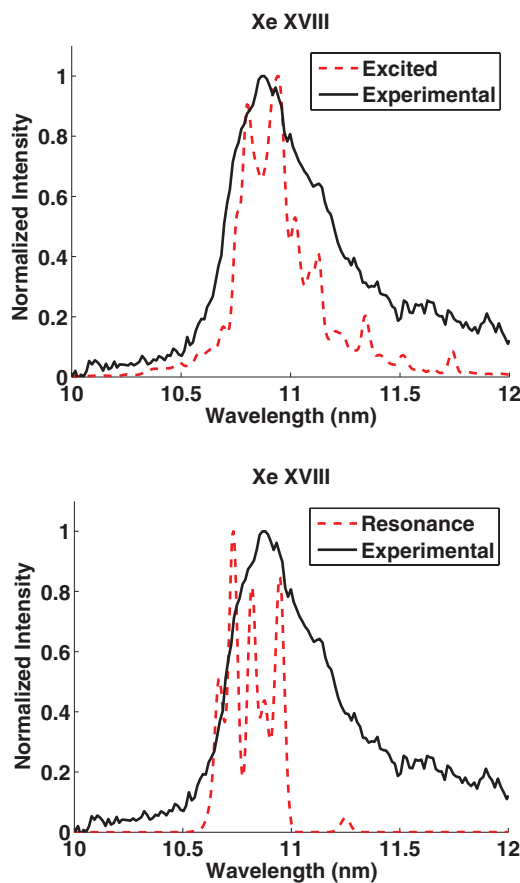 Xe XVIII
Normalized Intensity
1
0.8
0.6
0.4
0.2
0
Excited
Experimental
10 10.5 11 11.5 12
Wavelength (nm)
Xe XVIII
Normalized Intensity
1
0.8
0.6
0.4
0.2
0
Resonance
Experimental
10 10.5 11 11.5 12
Wavelength (nm)